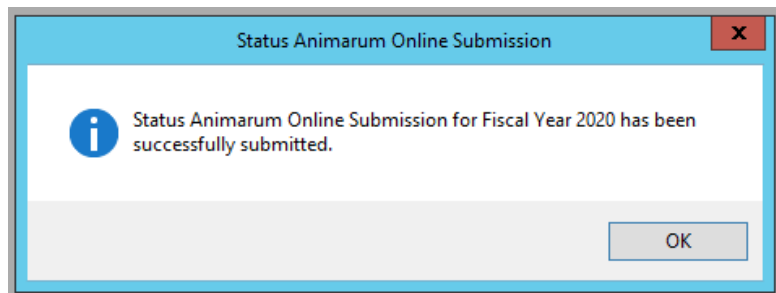 Status Animarum Online Submission
x
Status Animarum Online Submission for Fiscal Year 2020 has been
successfully submitted.
OK